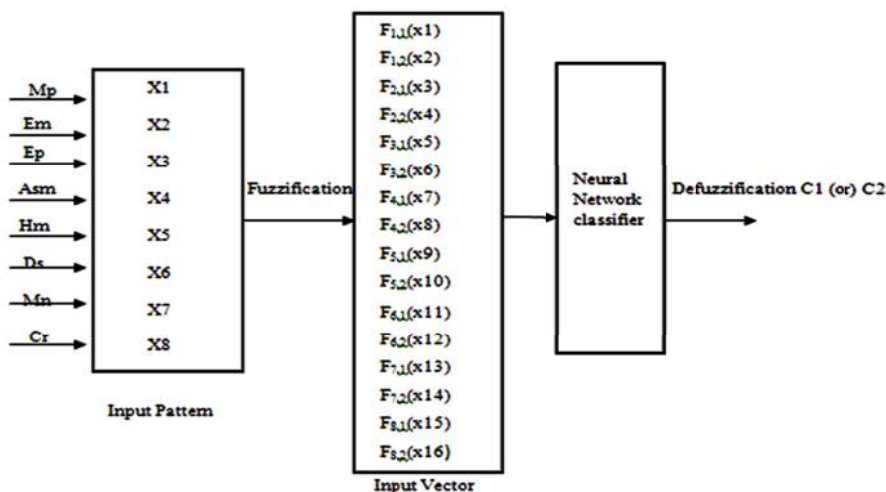 Mp
Em
Ep
Asm
Hm
Ds
Mn
Cr
X1
X2
X3
X4
X5
X6
X7
X8
Input Pattern
Fuzzification
F1,1(x1)
F1,2(x2)
F2,1(x3)
F2,2(x4)
F3,1(x5)
F3,2(x6)
F4,1(x7)
F4,2(x8)
F5,1(x9)
F5,2(x10)
F6,1(x11)
F6,2(x12)
F7,1(x13)
F7,2(x14)
F8,1(x15)
F8,2(x16)
Input Vector
Neural
Network
classifier
Defuzzification C1 (or) C2